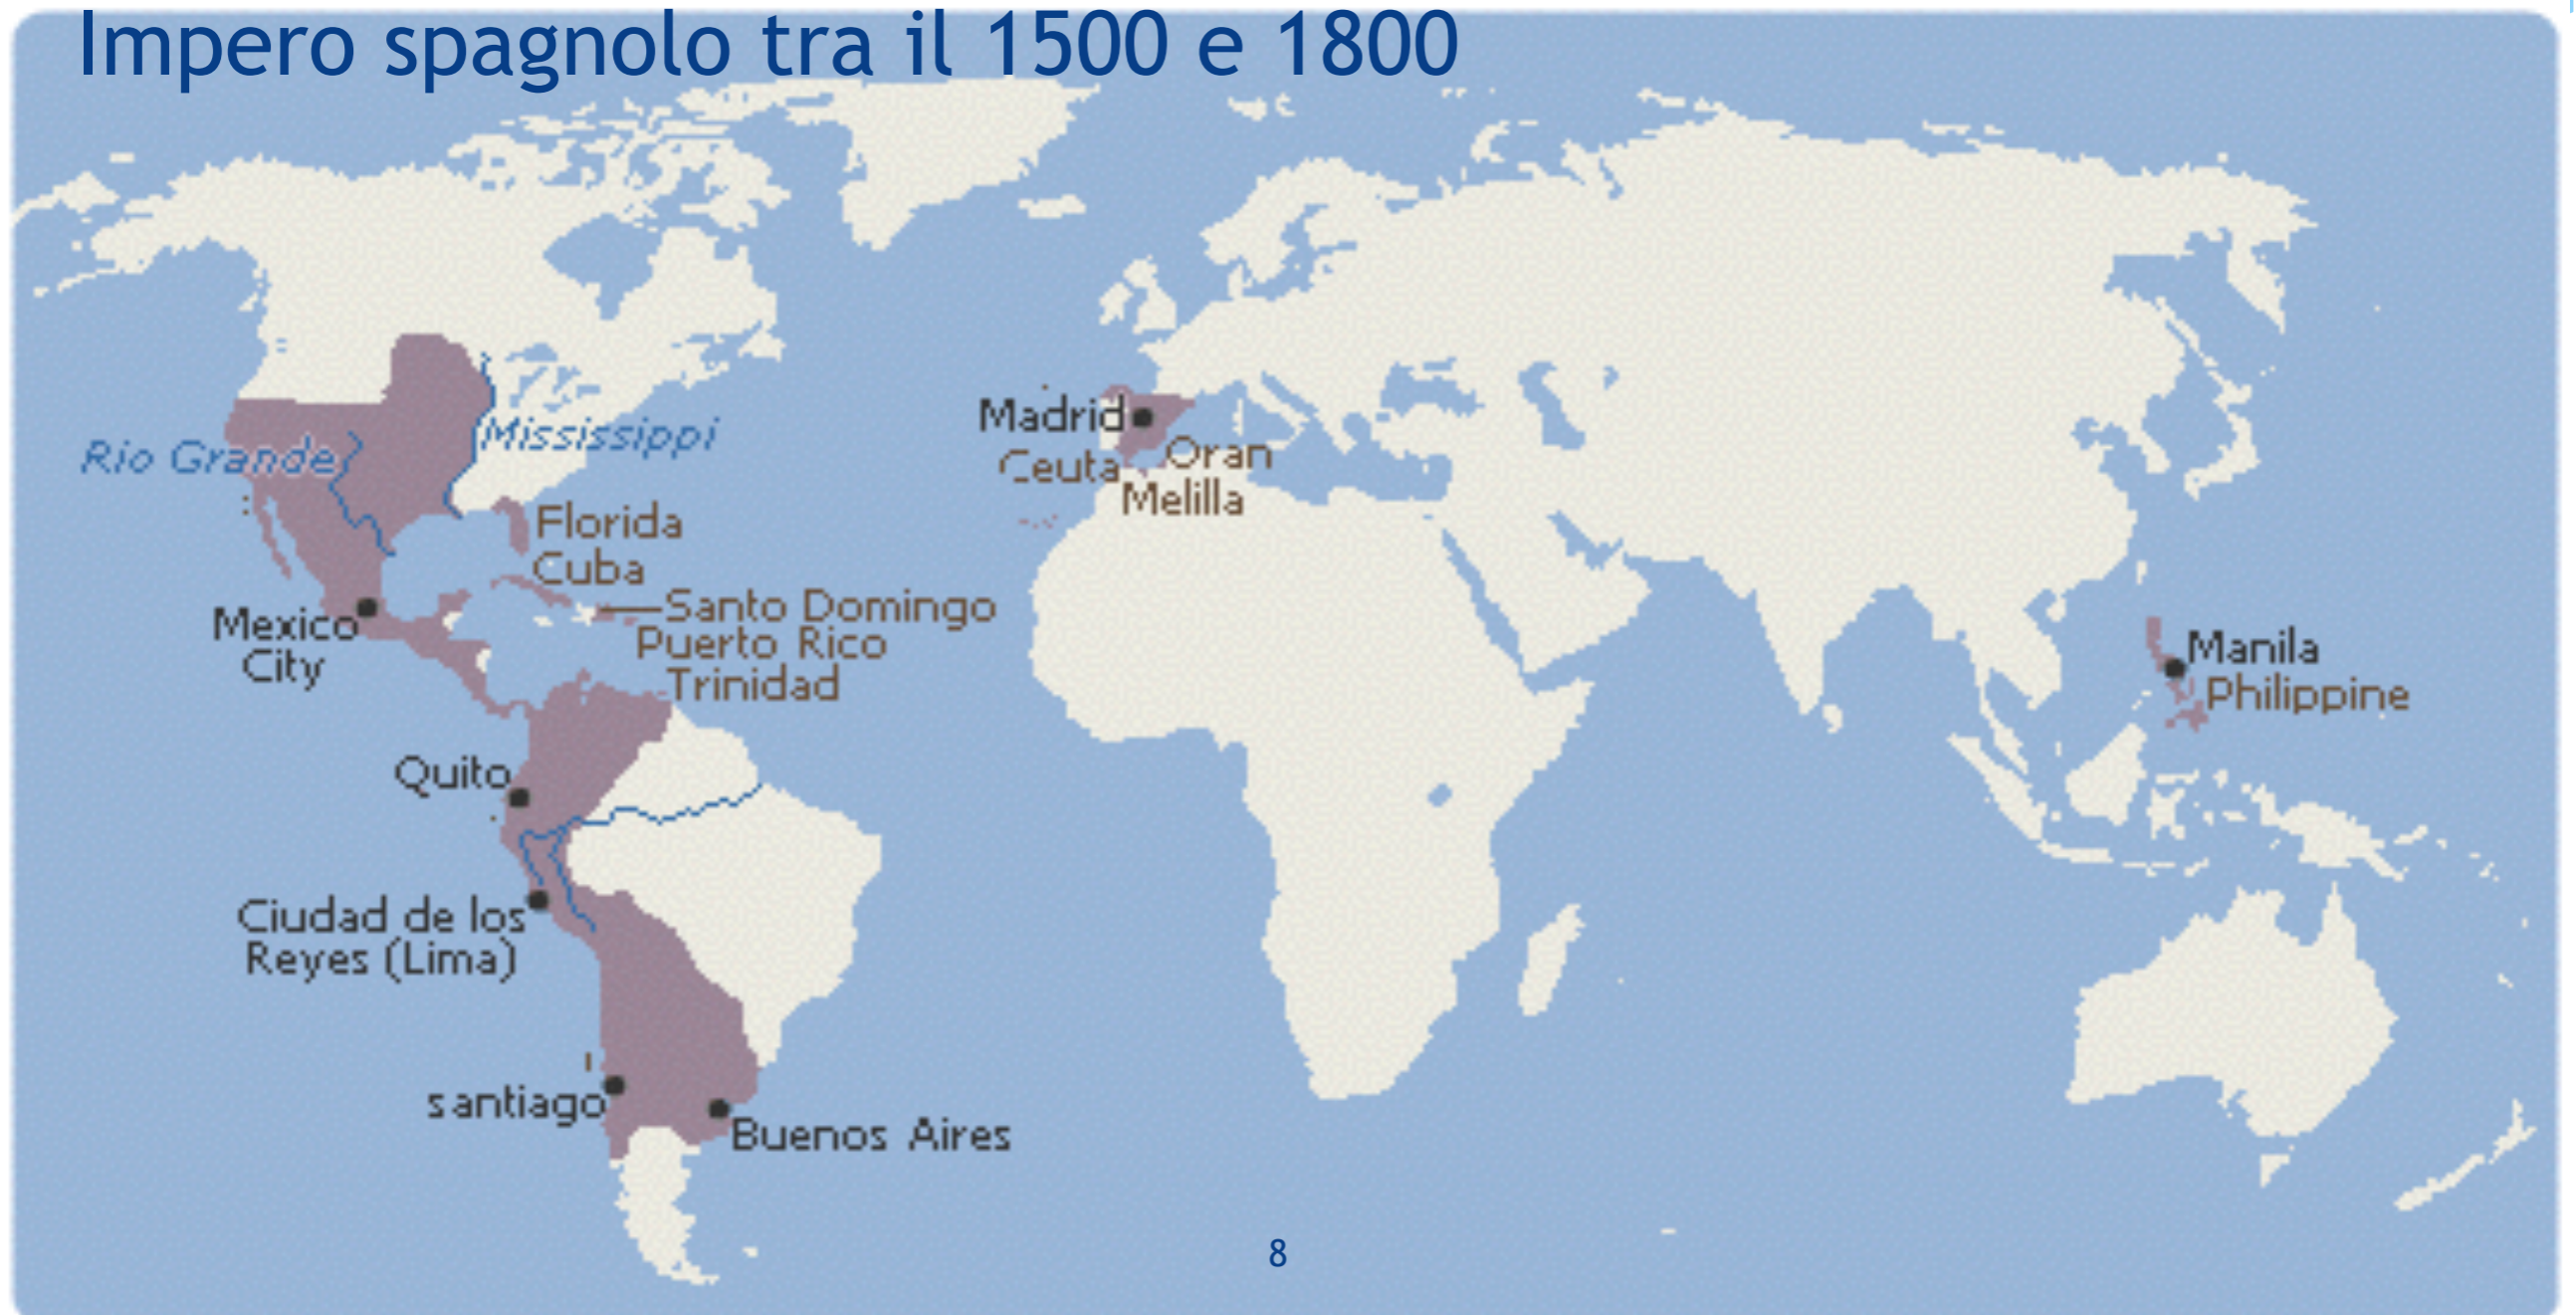 Impero spagnolo tra il 1500 e 1800
Rio Grande
Mississippi
Madrid
Oran
Ceuta
Melilla
Florida
Cuba
Santo Domingo
Puerto Rico
Trinidad
Mexico
City
Manila
Philippine
Quito
Ciudad de los
Reyes (Lima)
santiago
Buenos Aires
8